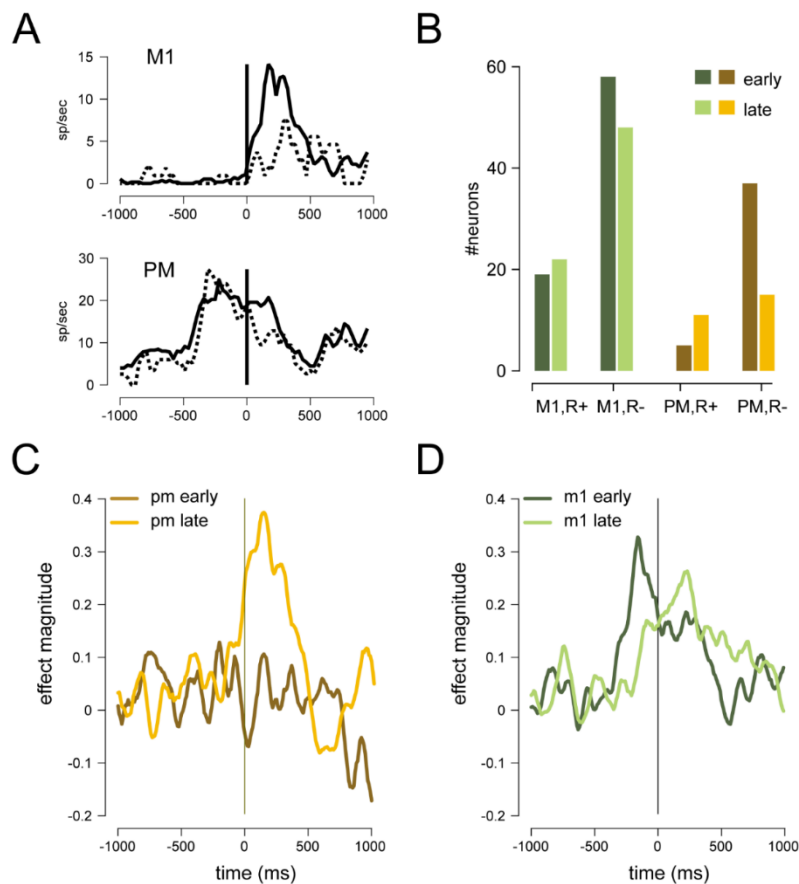 A
M1
sp/sec
15
10
5
0
-1000 -500 0 500 1000
PM
sp/sec
30
20
10
0
-1000 -500 0 500 1000
B
early
late
#neurons
60
40
20
0
M1,R+ M1,R- PM,R+ PM,R-
C
pm early
pm late
effect magnitude
0.4
0.3
0.2
0.1
0
-0.1
-0.2
-1000 -500 0 500 1000
time (ms)
D
m1 early
m1 late
effect magnitude
0.4
0.3
0.2
0.1
0
-0.1
-0.2
-1000 -500 0 500 1000
time (ms)